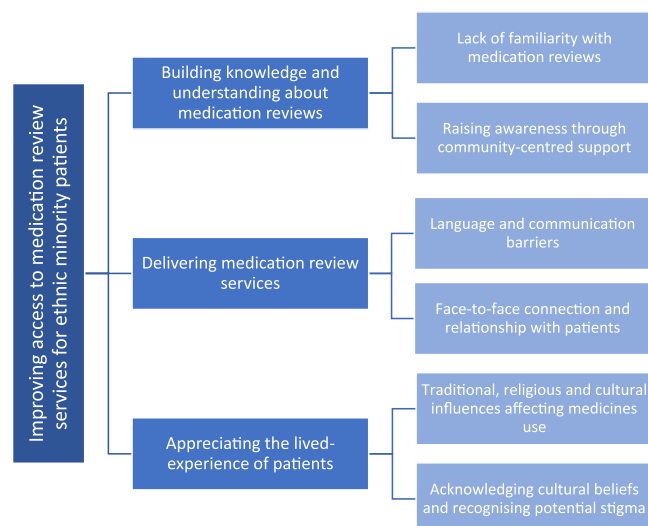 Improving access to medication review
services for ethnic minority patients
Building knowledge and
understanding about
medication reviews
Lack of familiarity with
medication reviews
Raising awareness through
community-centred support
Delivering medication review
services
Language and communication
barriers
Face-to-face connection and
relationship with patients
Appreciating the lived-
experience of patients
Traditional, religious and cultural
influences affecting medicines
use
Acknowledging cultural beliefs
and recognising potential stigma